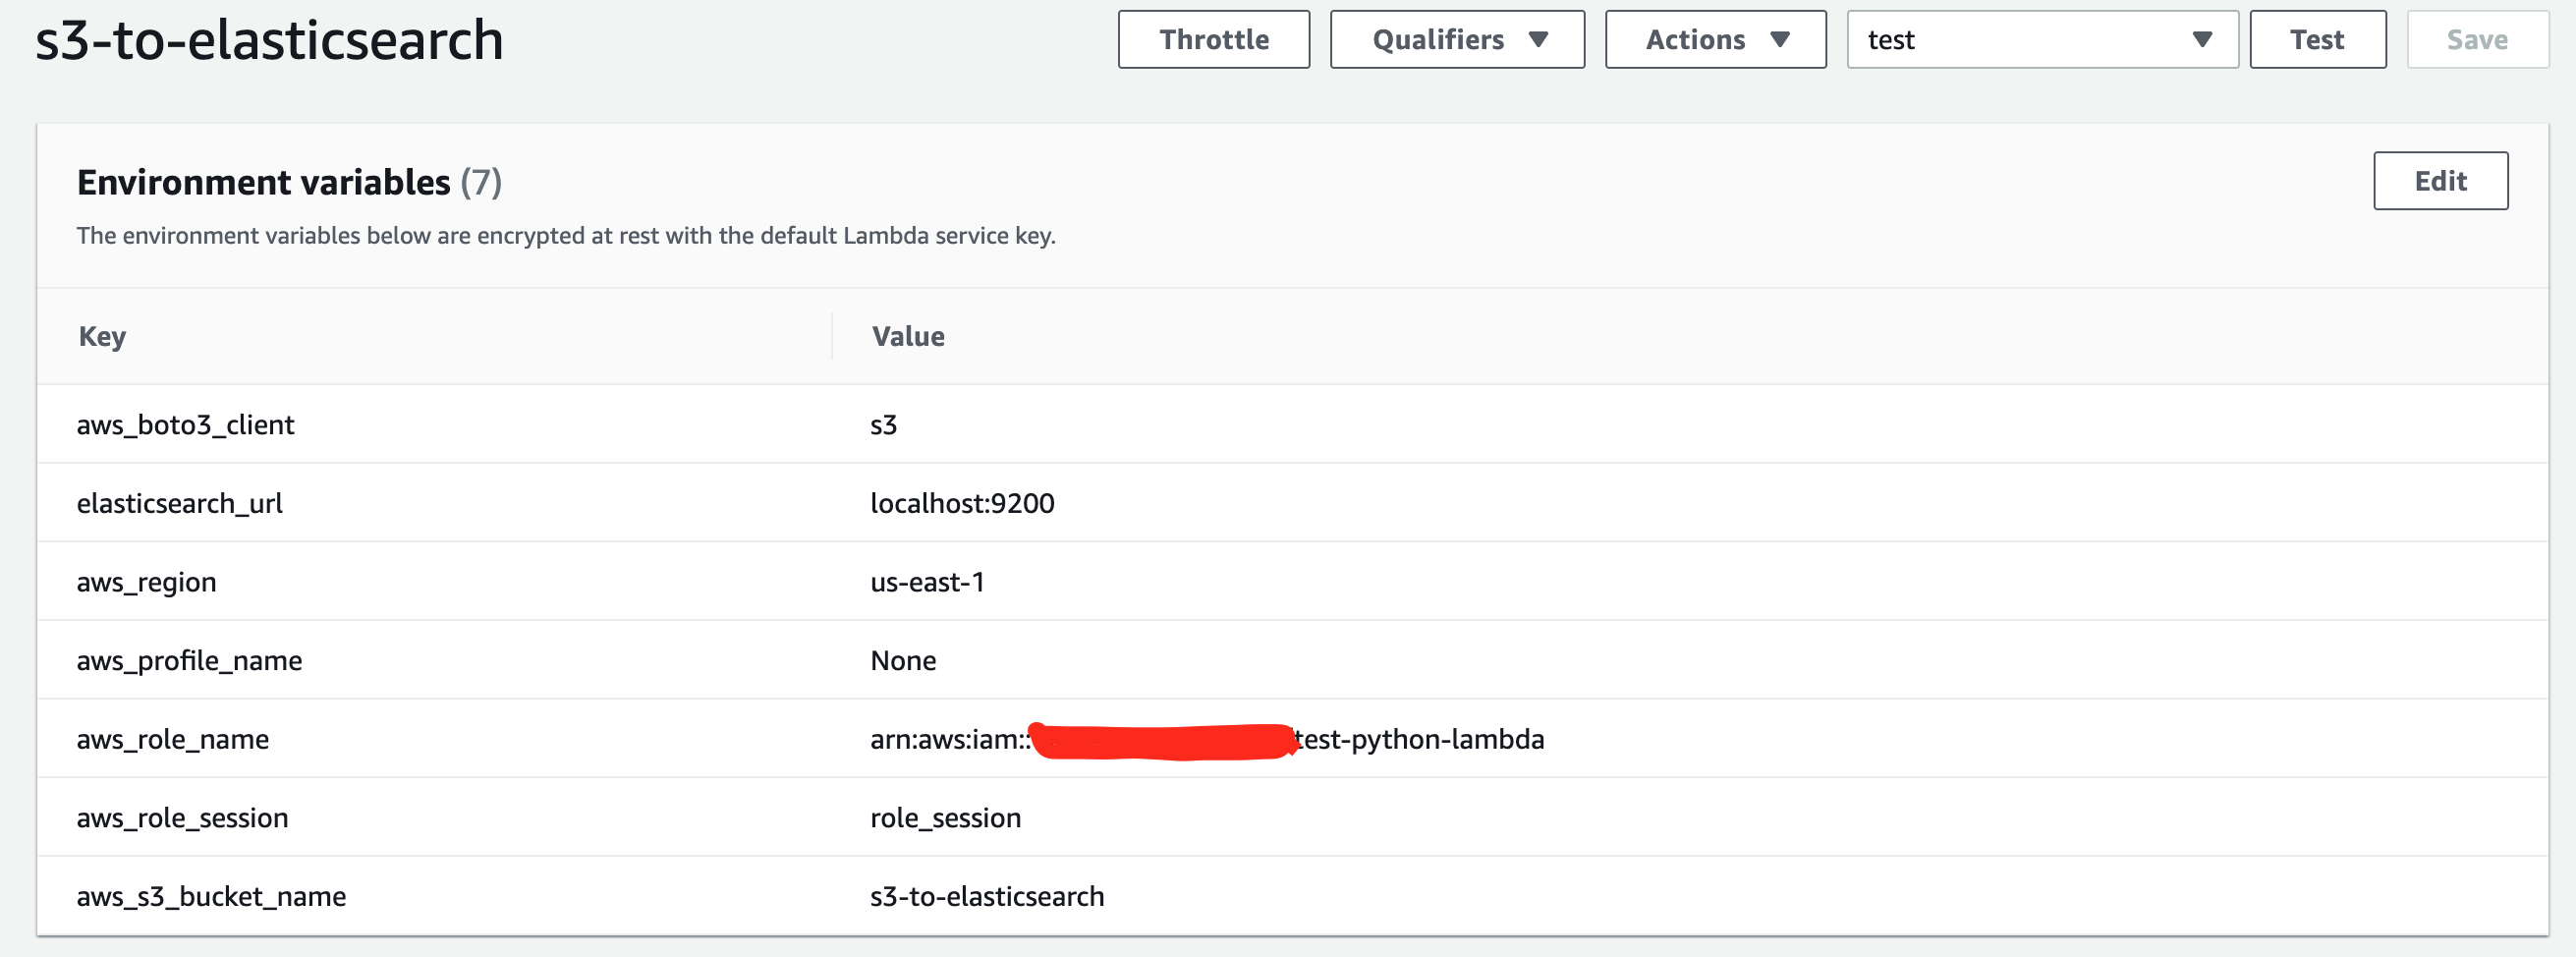 s3-to-elasticsearch
Throttle Qualifiers Actions test Test Save
Environment variables (7)
Edit
The environment variables below are encrypted at rest with the default Lambda service key.
Key Value
aws_boto3_client s3
elasticsearch_url localhost:9200
aws_region us-east-1
aws_profile_name None
aws_role_name arn:aws:iam:: test-python-lambda
aws_role_session role_session
aws_s3_bucket_name s3-to-elasticsearch